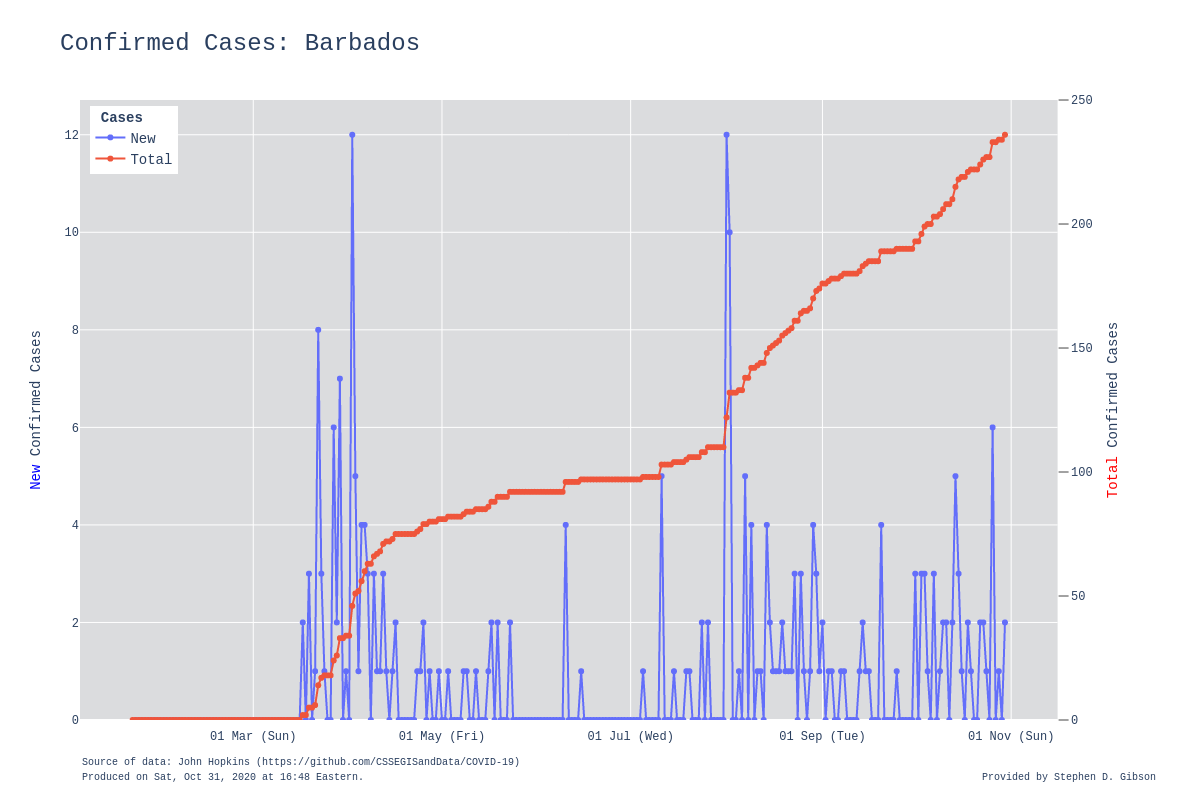 Confirmed Cases: Barbados
Cases
New
Total
12
10
8
6
4
2
0
250
200
150
100
50
0
New Confirmed Cases
Total Confirmed Cases
01 Mar (Sun)
01 May (Fri)
01 Jul (Wed)
01 Sep (Tue)
01 Nov (Sun)
Source of data: John Hopkins (https://github.com/CSSEGISandData/COVID-19)
Produced on Sat, Oct 31, 2020 at 16:48 Eastern.
Provided by Stephen D. Gibson